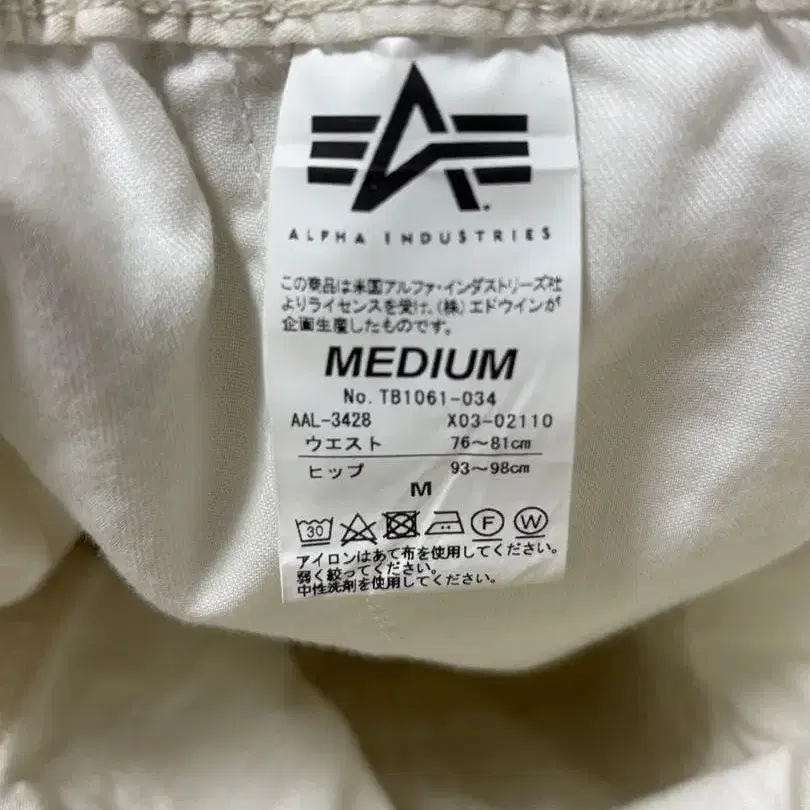 ALPHA INDUSTRIES
この商品は米国アルファ・インダストリーズ社
よりライセンスを受け、(株)エドウインが
企画生産したものです。
MEDIUM
No. TB1061-034
AAL-3428 X03-02110
ウエスト 76~81cm
ヒップ 93~98cm
M
30 F W
アイロンはあて布を使用してください。
弱く絞ってください。
中性洗剤を使用してください。